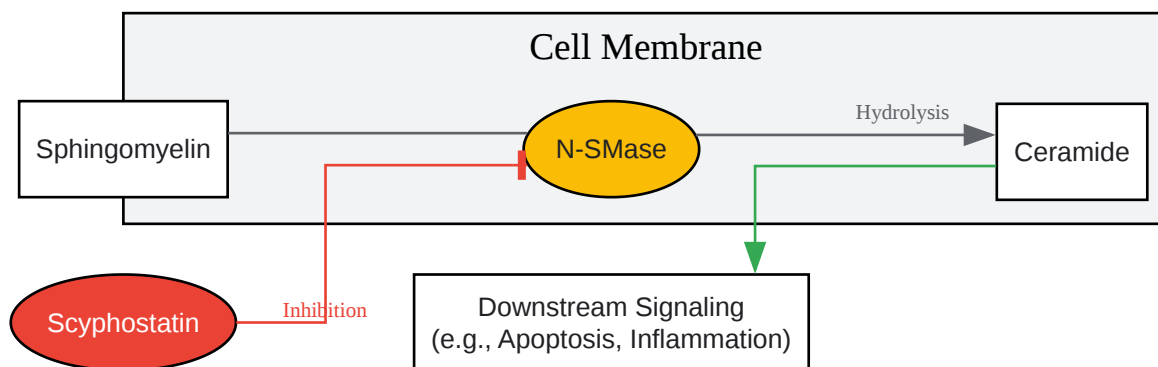 Cell Membrane
Sphingomyelin
N-SMase
Hydrolysis
Ceramide
Scyphostatin
Inhibition
Downstream Signaling
(e.g., Apoptosis, Inflammation)